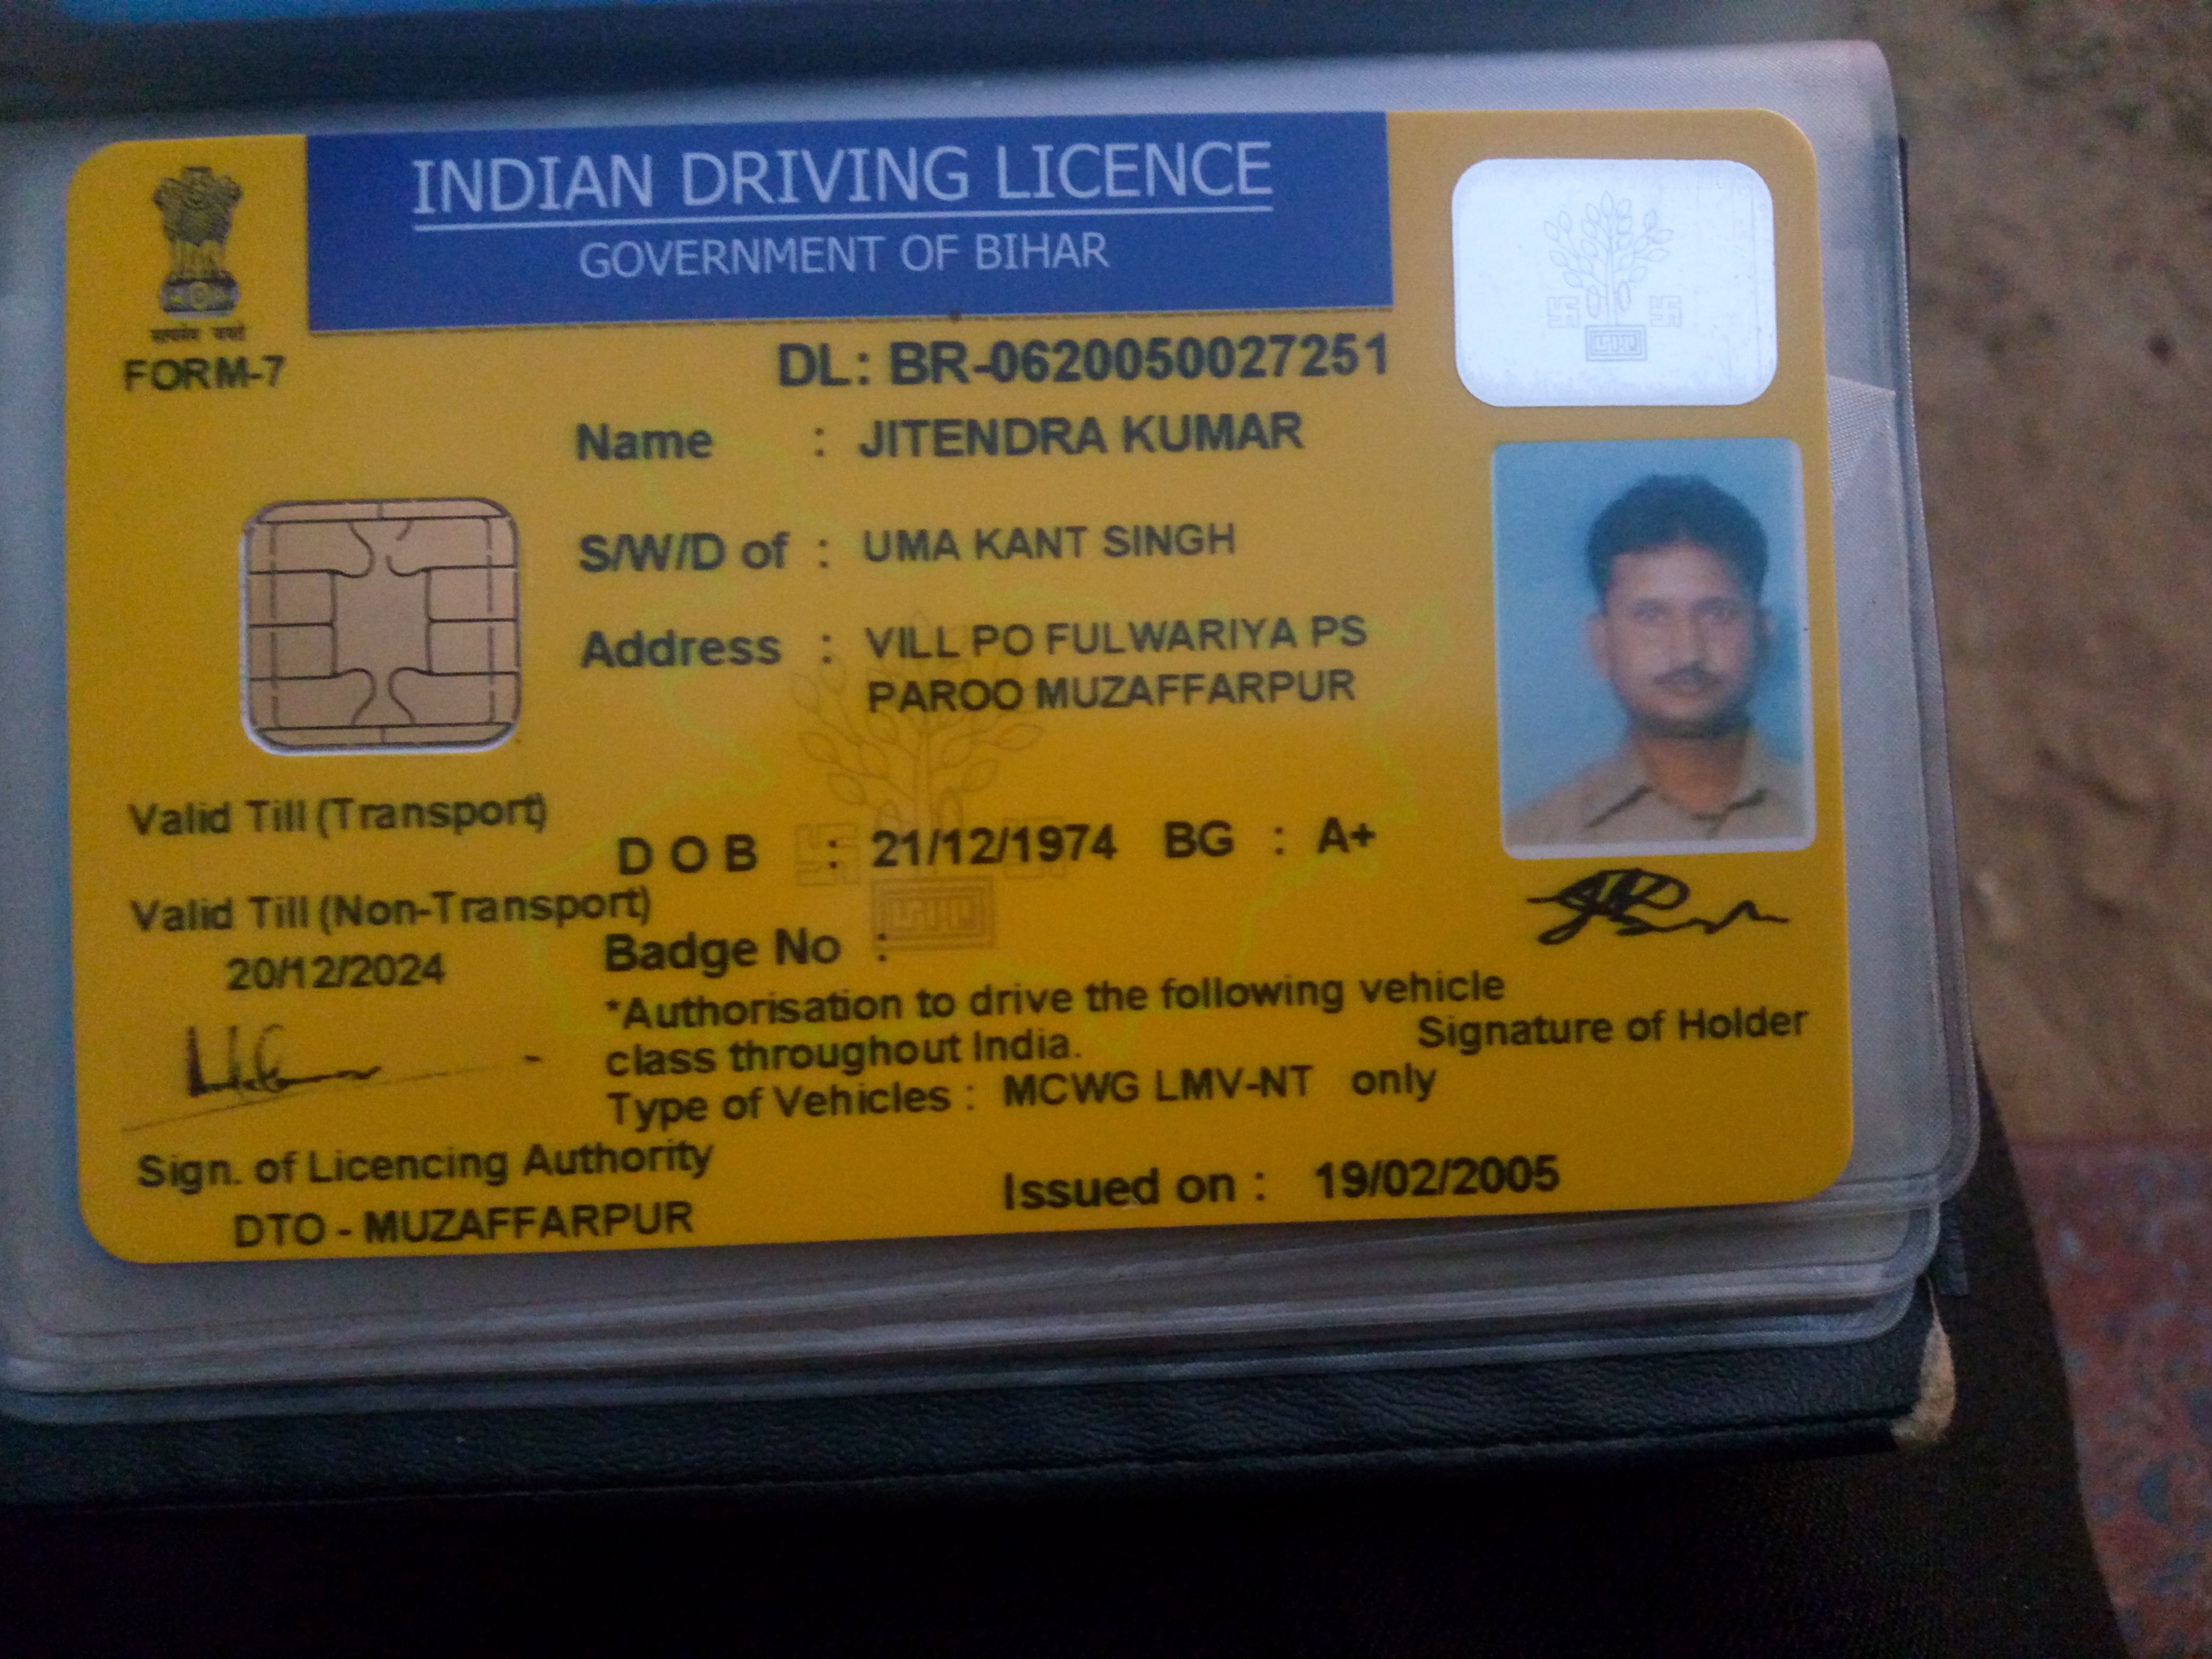 INDIAN DRIVING LICENCE
GOVERNMENT OF BIHAR
सत्यमेव जयते
FORM-7
DL: BR-0620050027251
Name : JITENDRA KUMAR
S/W/D of : UMA KANT SINGH
Address : VILL PO FULWARIYA PS
PAROO MUZAFFARPUR
Valid Till (Transport)
D O B : 21/12/1974 BG : A+
Valid Till (Non-Transport)
20/12/2024
Badge No :
*Authorisation to drive the following vehicle
class throughout India.
Signature of Holder
Type of Vehicles : MCWG LMV-NT only
Sign. of Licencing Authority
Issued on : 19/02/2005
DTO - MUZAFFARPUR